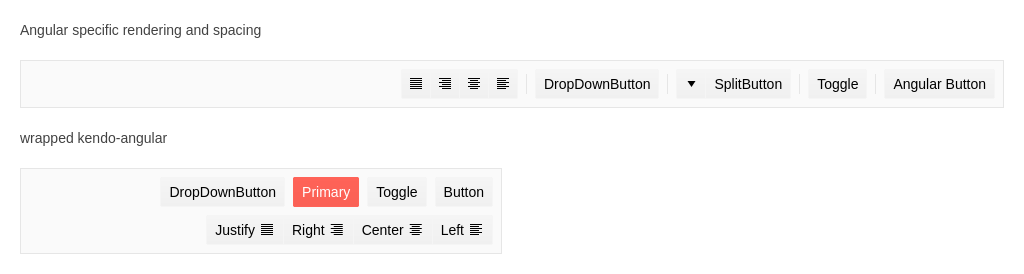 Angular specific rendering and spacing
DropDownButton SplitButton Toggle Angular Button
wrapped kendo-angular
DropDownButton Primary Toggle Button
Justify Right Center Left